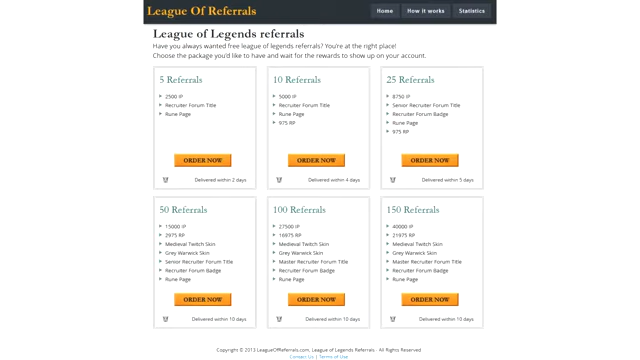 League Of Referrals
Home
How it works
Statistics
League of Legends referrals
Have you always wanted free league of legends referrals? You're at the right place!
Choose the package you'd like to have and wait for the rewards to show up on your account.
5 Referrals
2500 IP
Recruiter Forum Title
Rune Page
ORDER NOW
Delivered within 2 days
10 Referrals
5000 IP
Recruiter Forum Title
Rune Page
975 RP
ORDER NOW
Delivered within 4 days
25 Referrals
8750 IP
Senior Recruiter Forum Title
Recruiter Forum Badge
Rune Page
975 RP
ORDER NOW
Delivered within 5 days
50 Referrals
15000 IP
2975 RP
Medieval Twitch Skin
Grey Warwick Skin
Senior Recruiter Forum Title
Recruiter Forum Badge
Rune Page
ORDER NOW
Delivered within 10 days
100 Referrals
27500 IP
16975 RP
Medieval Twitch Skin
Grey Warwick Skin
Master Recruiter Forum Title
Recruiter Forum Badge
Rune Page
ORDER NOW
Delivered within 10 days
150 Referrals
40000 IP
21975 RP
Medieval Twitch Skin
Grey Warwick Skin
Master Recruiter Forum Title
Recruiter Forum Badge
Rune Page
ORDER NOW
Delivered within 10 days
Copyright © 2013 LeagueOfReferrals.com, League of Legends Referrals - All Rights Reserved
Contact Us | Terms of Use